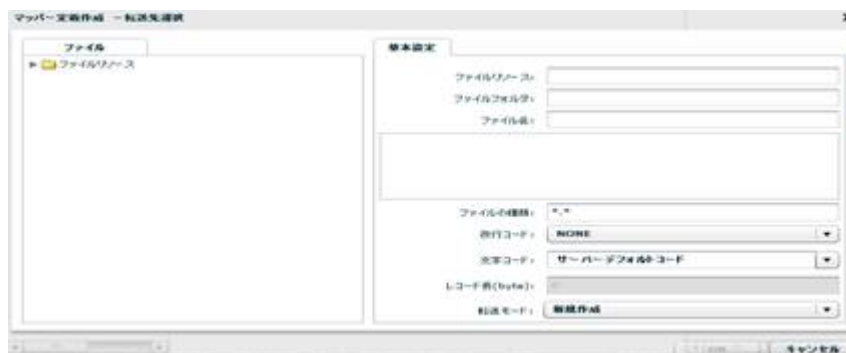 マッパー定義作成 －転送先選択
ファイル
ファイルリソース
基本設定
ファイルリソース:
ファイルフォルダ:
ファイル名:
ファイルの種類: *.*
改行コード: NONE
文字コード: サーバーデフォルトコード
レコード長(byte):
転送モード: 新規作成
キャンセル